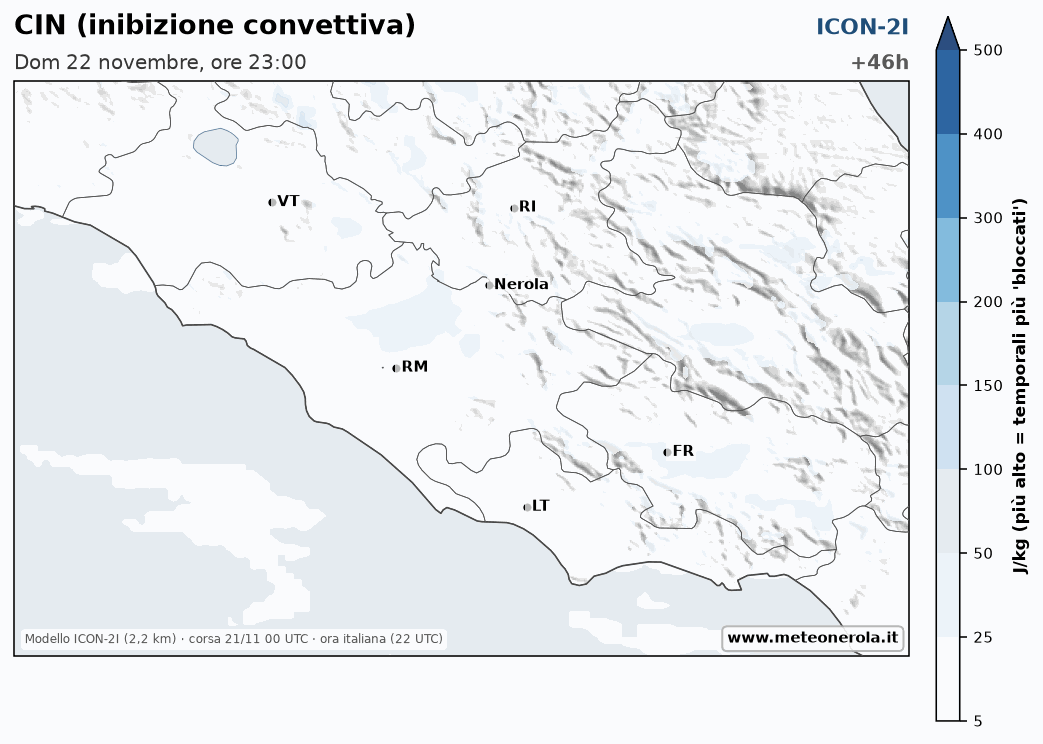 CIN (inibizione convettiva)
ICON-2I
Dom 22 novembre, ore 23:00
+46h
VT
RI
Nerola
RM
FR
LT
Modello ICON-2I (2,2 km) · corsa 21/11 00 UTC · ora italiana (22 UTC)
www.meteonerola.it
500
400
300
200
150
100
50
25
5
J/kg (più alto = temporali più 'bloccati')